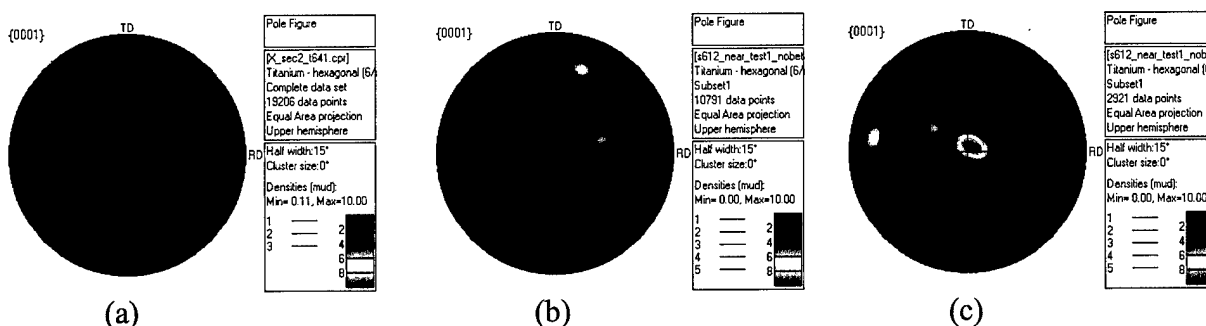 {0001}
TD
RD
Pole Figure
[X_sec2_t641.cpr]
Titanium - hexagonal (6/
Complete data set
19206 data points
Equal Area projection
Upper hemisphere
Half width:15°
Cluster size:0°
Densities (mud):
Min= 0.11, Max=10.00
1
2
3
2
4
6
8
(a)
{0001}
TD
RD
Pole Figure
[s612_near_test1_nobet
Titanium - hexagonal (6/
Subset1
10791 data points
Equal Area projection
Upper hemisphere
Half width:15°
Cluster size:0°
Densities (mud):
Min= 0.00, Max=10.00
1
2
3
4
5
2
4
6
8
(b)
{0001}
TD
RD
Pole Figure
[s612_near_test1_nobet
Titanium - hexagonal
Subset1
2921 data points
Equal Area projection
Upper hemisphere
Half width:15°
Cluster size:0°
Densities (mud):
Min= 0.00, Max=10.00
1
2
3
4
5
2
4
6
8
(c)